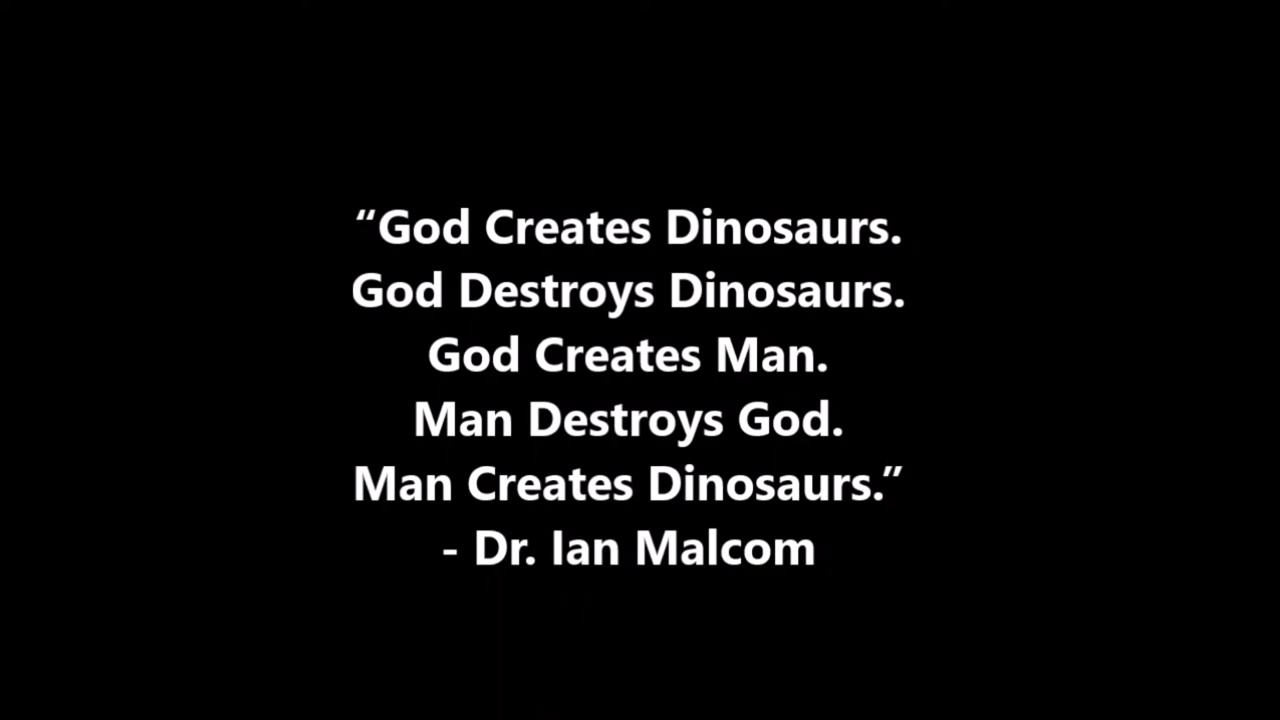 “God Creates Dinosaurs.
God Destroys Dinosaurs.
God Creates Man.
Man Destroys God.
Man Creates Dinosaurs.”
- Dr. Ian Malcom